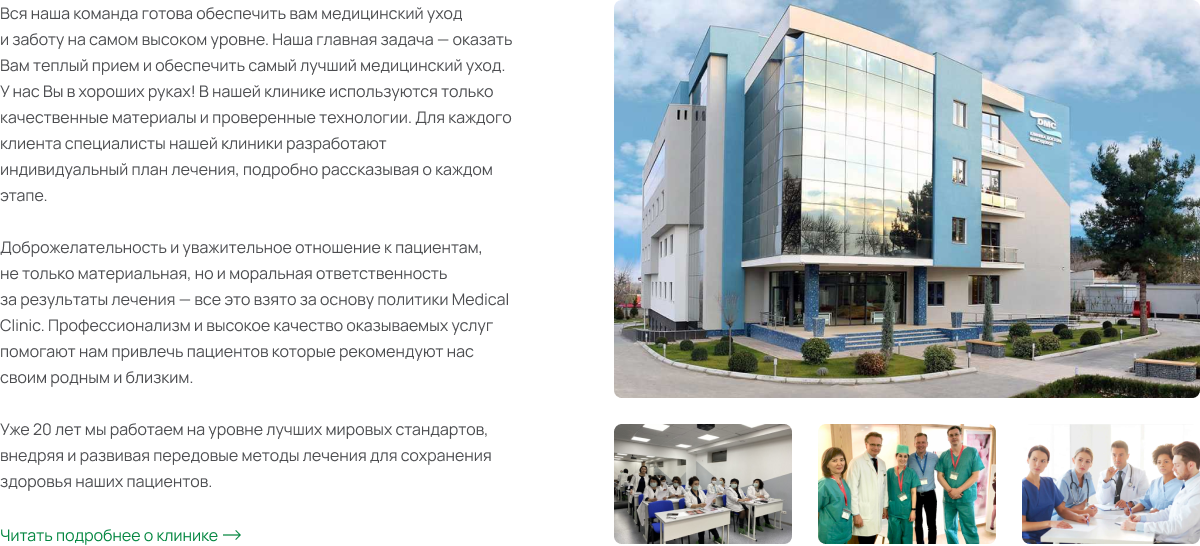 Вся наша команда готова обеспечить вам медицинский уход
и заботу на самом высоком уровне. Наша главная задача — оказать
Вам теплый прием и обеспечить самый лучший медицинский уход.
У нас Вы в хороших руках! В нашей клинике используются только
качественные материалы и проверенные технологии. Для каждого
клиента специалисты нашей клиники разработают
индивидуальный план лечения, подробно рассказывая о каждом
этапе.
Доброжелательность и уважительное отношение к пациентам,
не только материальная, но и моральная ответственность
за результаты лечения — все это взято за основу политики Medical
Clinic. Профессионализм и высокое качество оказываемых услуг
помогают нам привлечь пациентов которые рекомендуют нас
своим родным и близким.
Уже 20 лет мы работаем на уровне лучших мировых стандартов,
внедряя и развивая передовые методы лечения для сохранения
здоровья наших пациентов.
Читать подробнее о клинике →
DMC